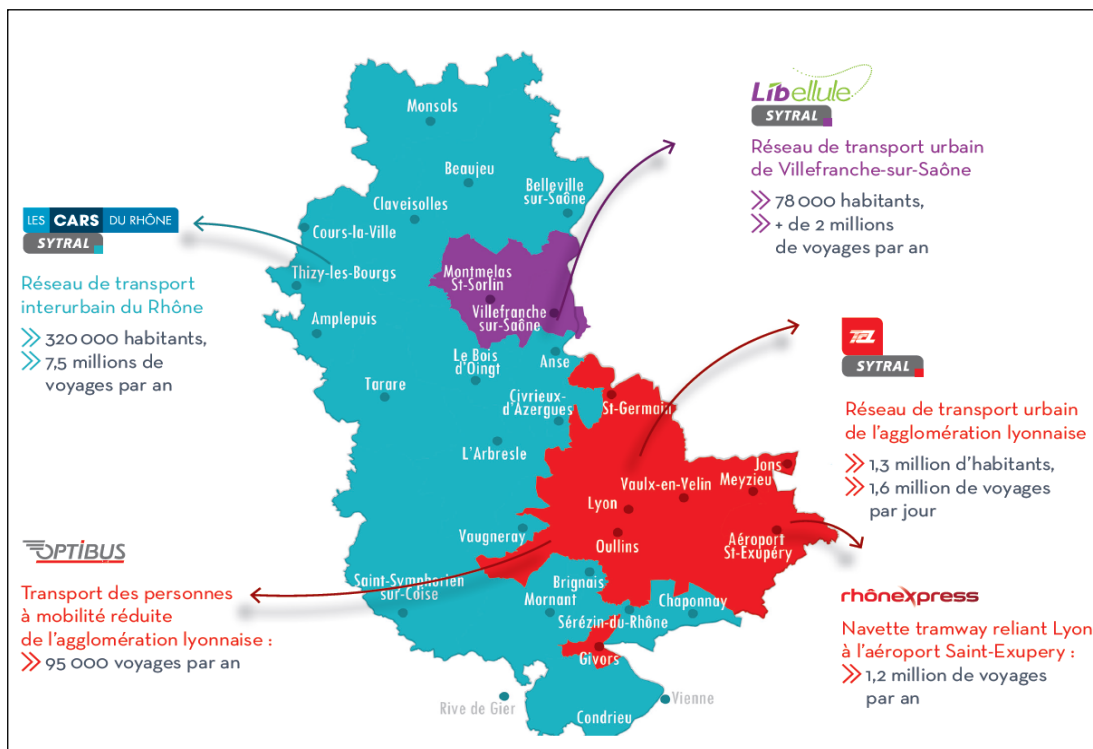 Libellule
SYTRAL
Réseau de transport urbain
de Villefranche-sur-Saône
78 000 habitants,
+ de 2 millions
de voyages par an
LES CARS DU RHÔNE
SYTRAL
Réseau de transport
interurbain du Rhône
320 000 habitants,
7,5 millions de
voyages par an
Monsols
Beaujeu
Belleville
sur-Saône
Claveisolles
Cours-la-Ville
Thizy-les-Bourgs
Montmelas
St-Sorlin
Villefranche
sur-Saône
Amplepuis
Le Bois
d'Oingt
Anse
Tarare
Civrieux-
d'Azergues
St-Germain
L'Arbresle
Jons
Meyzieu
Vaulx-en-Velin
Lyon
Vaugneray
Oullins
Aéroport
St-Exupéry
Brignais
Saint-Symphorien
sur-Coise
Mornant
Chaponnay
Sérézin-du-Rhône
Givors
Rive de Gier
Vienne
Condrieu
TCL
SYTRAL
Réseau de transport urbain
de l'agglomération lyonnaise
1,3 million d'habitants,
1,6 million de voyages
par jour
OPTIBUS
Transport des personnes
à mobilité réduite
de l'agglomération lyonnaise :
95 000 voyages par an
rhônexpress
Navette tramway reliant Lyon
à l'aéroport Saint-Exupery :
1,2 million de voyages
par an